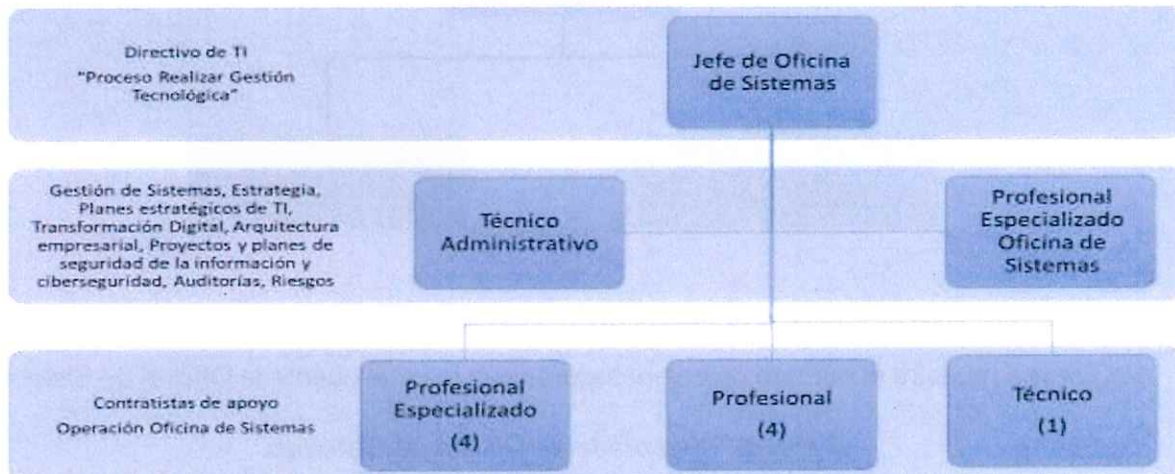 Directivo de TI
"Proceso Realizar Gestión
Tecnológica"
Jefe de Oficina
de Sistemas
Gestión de Sistemas, Estrategia,
Planes estratégicos de TI,
Transformación Digital, Arquitectura
empresarial, Proyectos y planes de
seguridad de la información y
ciberseguridad, Auditorías, Riesgos
Técnico
Administrativo
Profesional
Especializado
Oficina de
Sistemas
Contratistas de apoyo
Operación Oficina de Sistemas
Profesional
Especializado
(4)
Profesional
(4)
Técnico
(1)